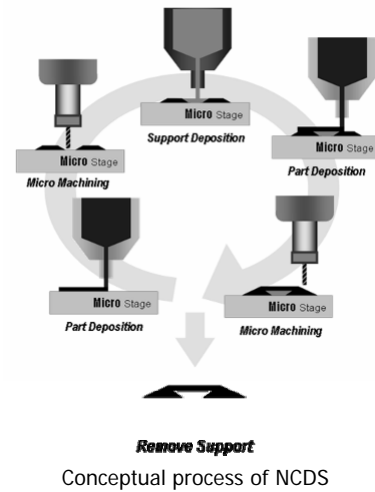 Micro Stage
Support Deposition
Micro Stage
Part Deposition
Micro Stage
Micro Machining
Micro Stage
Part Deposition
Micro Stage
Micro Machining
Remove Support
Conceptual process of NCDS